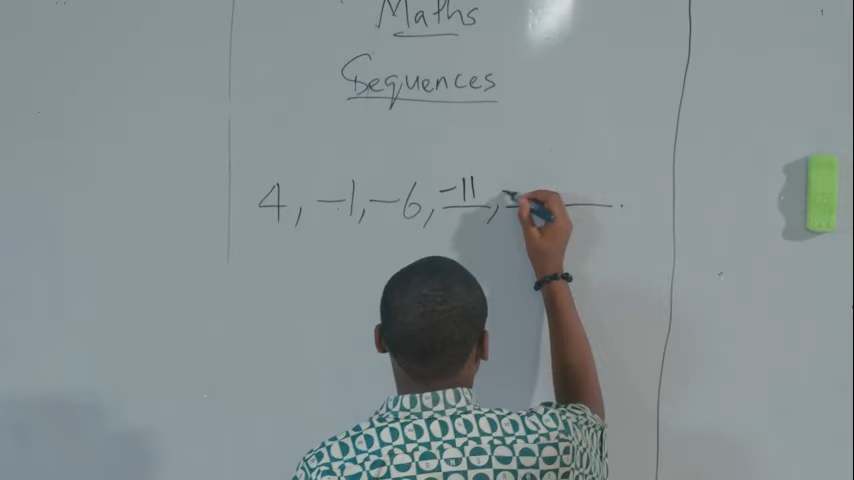 Maths
Sequences
4, -1, -6, -11,